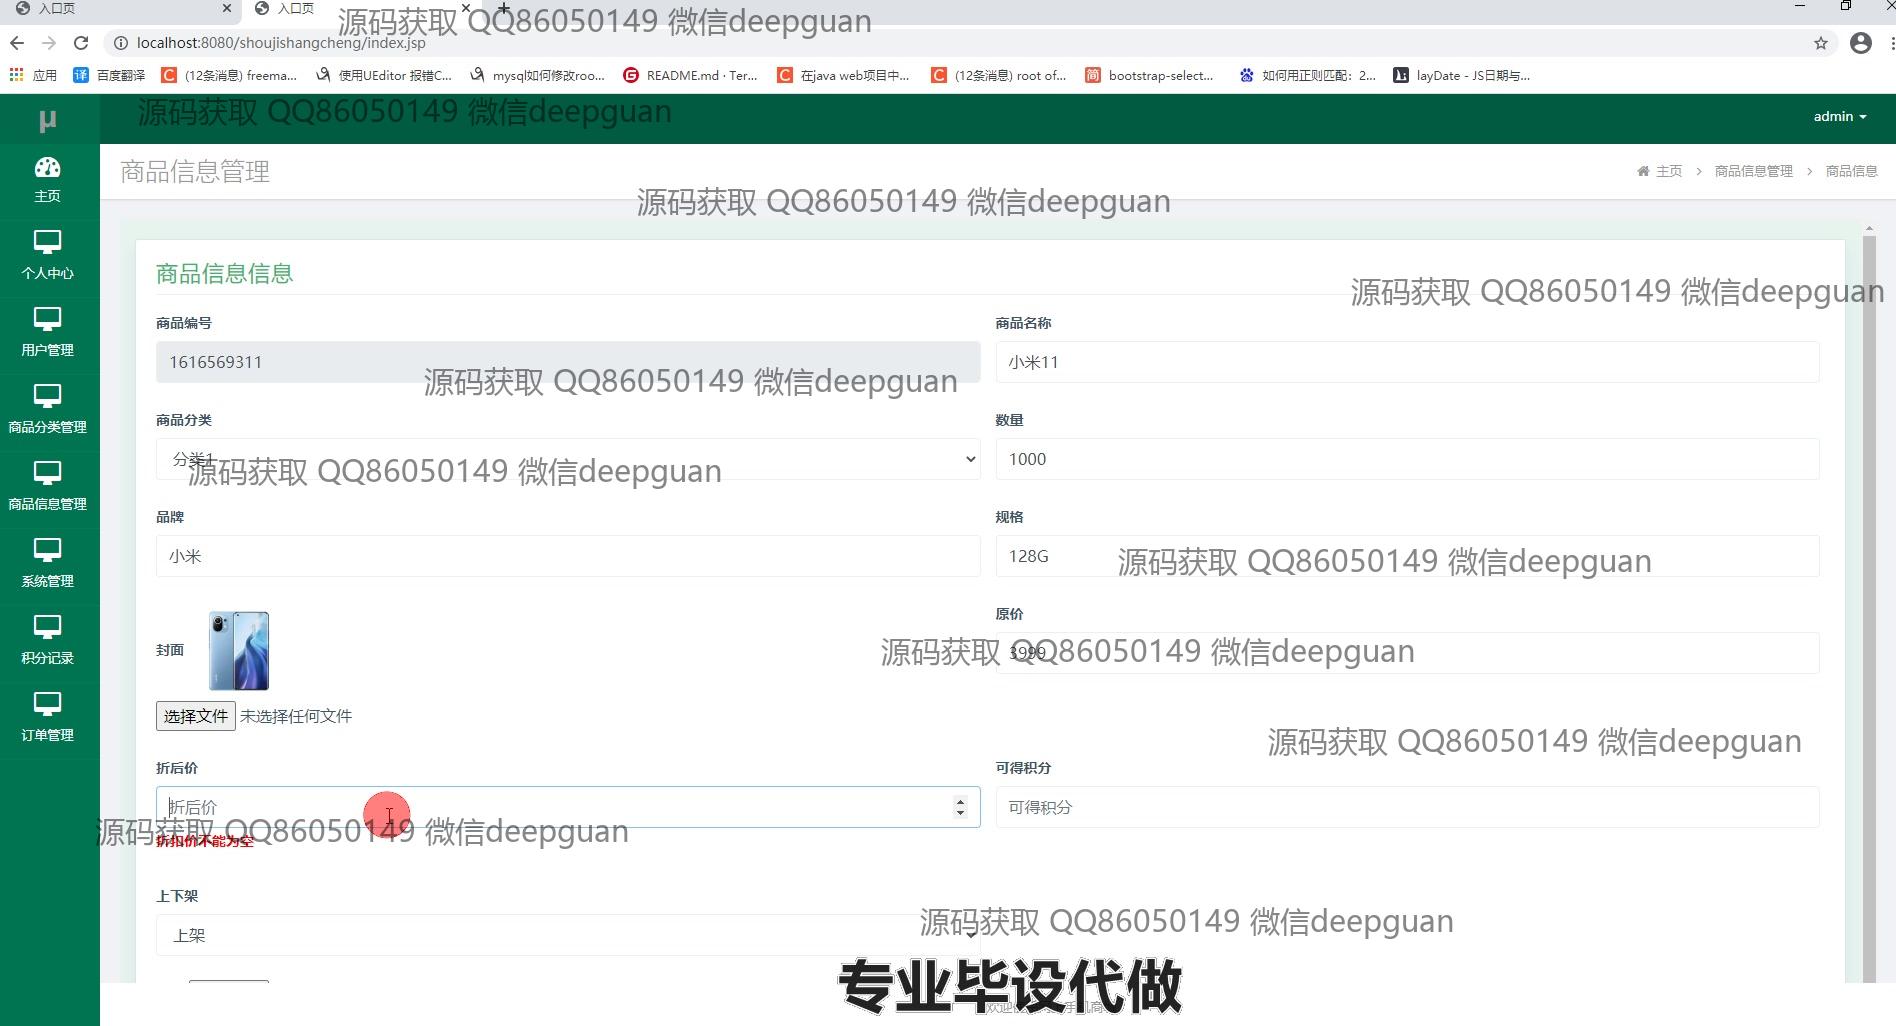 入口页
入口页
源码获取 QQ86050149 微信deepguan
localhost:8080/shoujishangcheng/index.jsp
应用
百度翻译
(12条消息) freema...
使用UEditor 报错C...
mysql如何修改roo...
README.md · Ter...
在java web项目中...
(12条消息) root of...
bootstrap-select...
如何用正则匹配：2...
layDate - JS日期与...
μ
源码获取 QQ86050149 微信deepguan
admin
主页
商品信息管理
主页 > 商品信息管理 > 商品信息
源码获取 QQ86050149 微信deepguan
个人中心
商品信息信息
源码获取 QQ86050149 微信deepguan
用户管理
商品编号
商品名称
1616569311
小米11
源码获取 QQ86050149 微信deepguan
商品分类管理
商品分类
数量
分类1
1000
源码获取 QQ86050149 微信deepguan
商品信息管理
品牌
规格
小米
128G
源码获取 QQ86050149 微信deepguan
系统管理
原价
封面
3999
源码获取 QQ86050149 微信deepguan
积分记录
选择文件 未选择任何文件
订单管理
源码获取 QQ86050149 微信deepguan
折后价
可得积分
折后价
可得积分
源码获取 QQ86050149 微信deepguan
折扣价不能为空
上下架
上架
源码获取 QQ86050149 微信deepguan
专业毕设代做